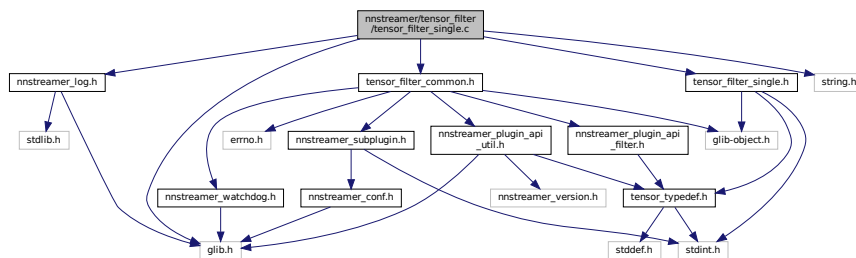 nnstreamer/tensor_filter
/tensor_filter_single.c
nnstreamer_log.h
tensor_filter_common.h
tensor_filter_single.h
string.h
stdlib.h
errno.h
nnstreamer_subplugin.h
nnstreamer_plugin_api
_util.h
nnstreamer_plugin_api
_filter.h
glib-object.h
nnstreamer_watchdog.h
nnstreamer_conf.h
nnstreamer_version.h
tensor_typedef.h
glib.h
stddef.h
stdint.h